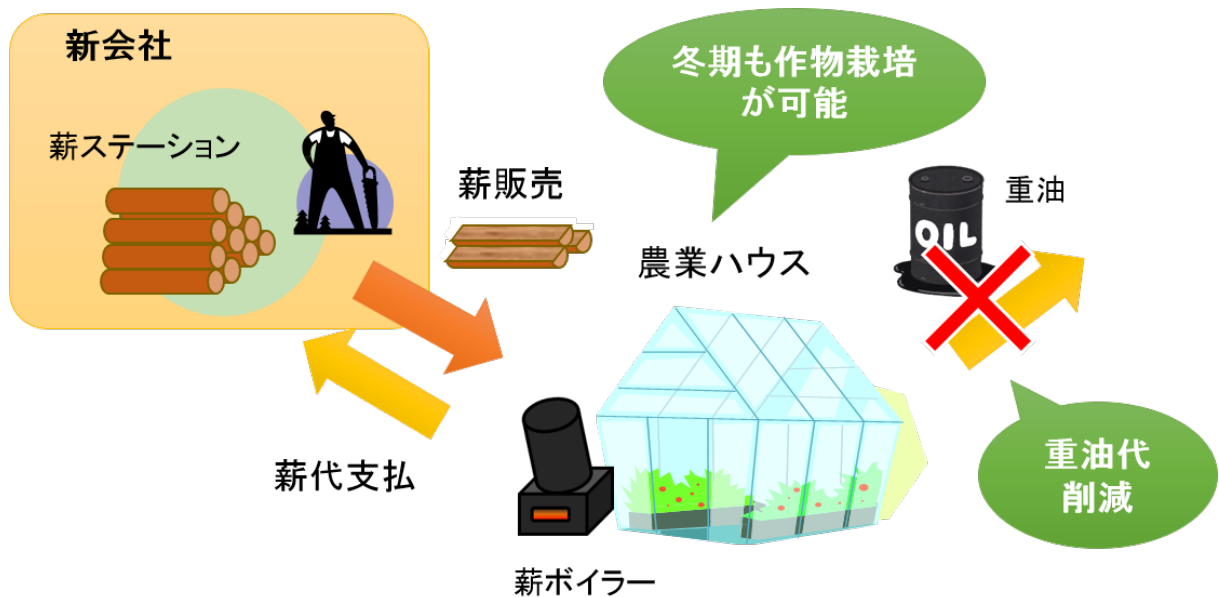 新会社
薪ステーション
薪販売
冬期も作物栽培
が可能
農業ハウス
OIL
重油
薪代支払
重油代
削減
薪ボイラー